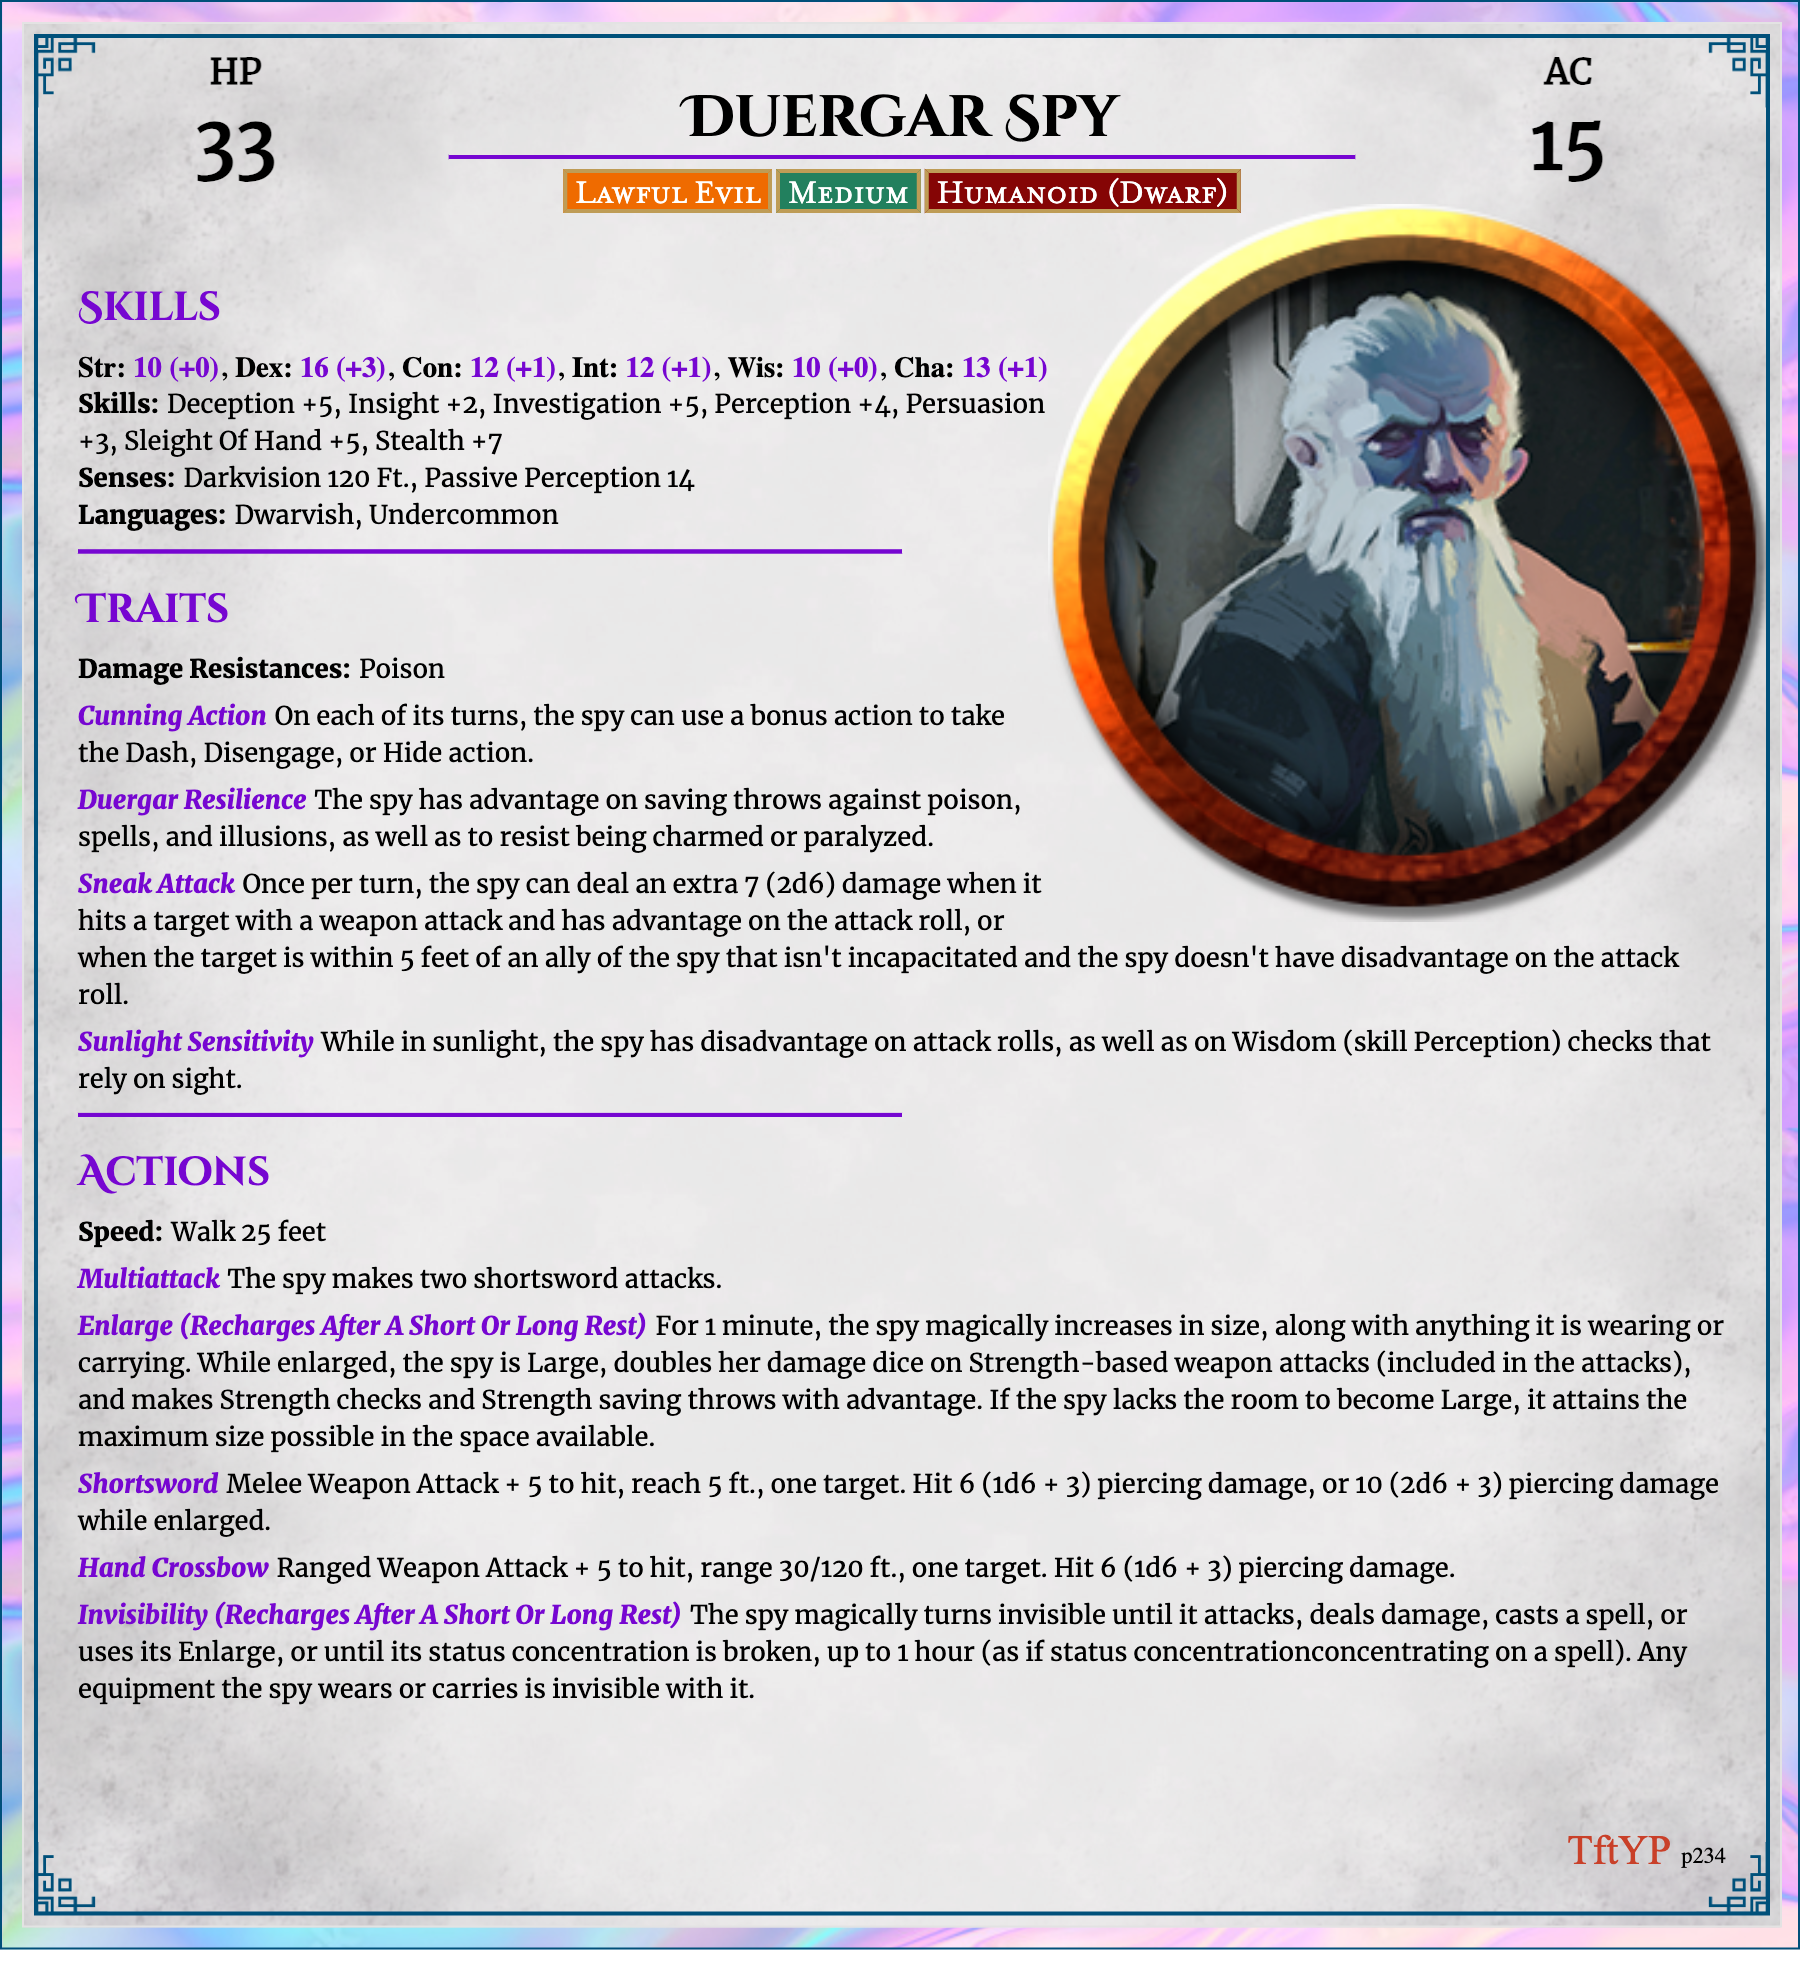 HP
33
DUERGAR SPY
AC
15
LAWFUL EVIL MEDIUM HUMANOID (DWARF)
SKILLS
Str: 10 (+0), Dex: 16 (+3), Con: 12 (+1), Int: 12 (+1), Wis: 10 (+0), Cha: 13 (+1)
Skills: Deception +5, Insight +2, Investigation +5, Perception +4, Persuasion
+3, Sleight Of Hand +5, Stealth +7
Senses: Darkvision 120 Ft., Passive Perception 14
Languages: Dwarvish, Undercommon
TRAITS
Damage Resistances: Poison
Cunning Action On each of its turns, the spy can use a bonus action to take
the Dash, Disengage, or Hide action.
Duergar Resilience The spy has advantage on saving throws against poison,
spells, and illusions, as well as to resist being charmed or paralyzed.
Sneak Attack Once per turn, the spy can deal an extra 7 (2d6) damage when it
hits a target with a weapon attack and has advantage on the attack roll, or
when the target is within 5 feet of an ally of the spy that isn't incapacitated and the spy doesn't have disadvantage on the attack
roll.
Sunlight Sensitivity While in sunlight, the spy has disadvantage on attack rolls, as well as on Wisdom (skill Perception) checks that
rely on sight.
ACTIONS
Speed: Walk 25 feet
Multiattack The spy makes two shortsword attacks.
Enlarge (Recharges After A Short Or Long Rest) For 1 minute, the spy magically increases in size, along with anything it is wearing or
carrying. While enlarged, the spy is Large, doubles her damage dice on Strength-based weapon attacks (included in the attacks),
and makes Strength checks and Strength saving throws with advantage. If the spy lacks the room to become Large, it attains the
maximum size possible in the space available.
Shortsword Melee Weapon Attack + 5 to hit, reach 5 ft., one target. Hit 6 (1d6 + 3) piercing damage, or 10 (2d6 + 3) piercing damage
while enlarged.
Hand Crossbow Ranged Weapon Attack + 5 to hit, range 30/120 ft., one target. Hit 6 (1d6 + 3) piercing damage.
Invisibility (Recharges After A Short Or Long Rest) The spy magically turns invisible until it attacks, deals damage, casts a spell, or
uses its Enlarge, or until its status concentration is broken, up to 1 hour (as if status concentrationconcentrating on a spell). Any
equipment the spy wears or carries is invisible with it.
TftYP p234